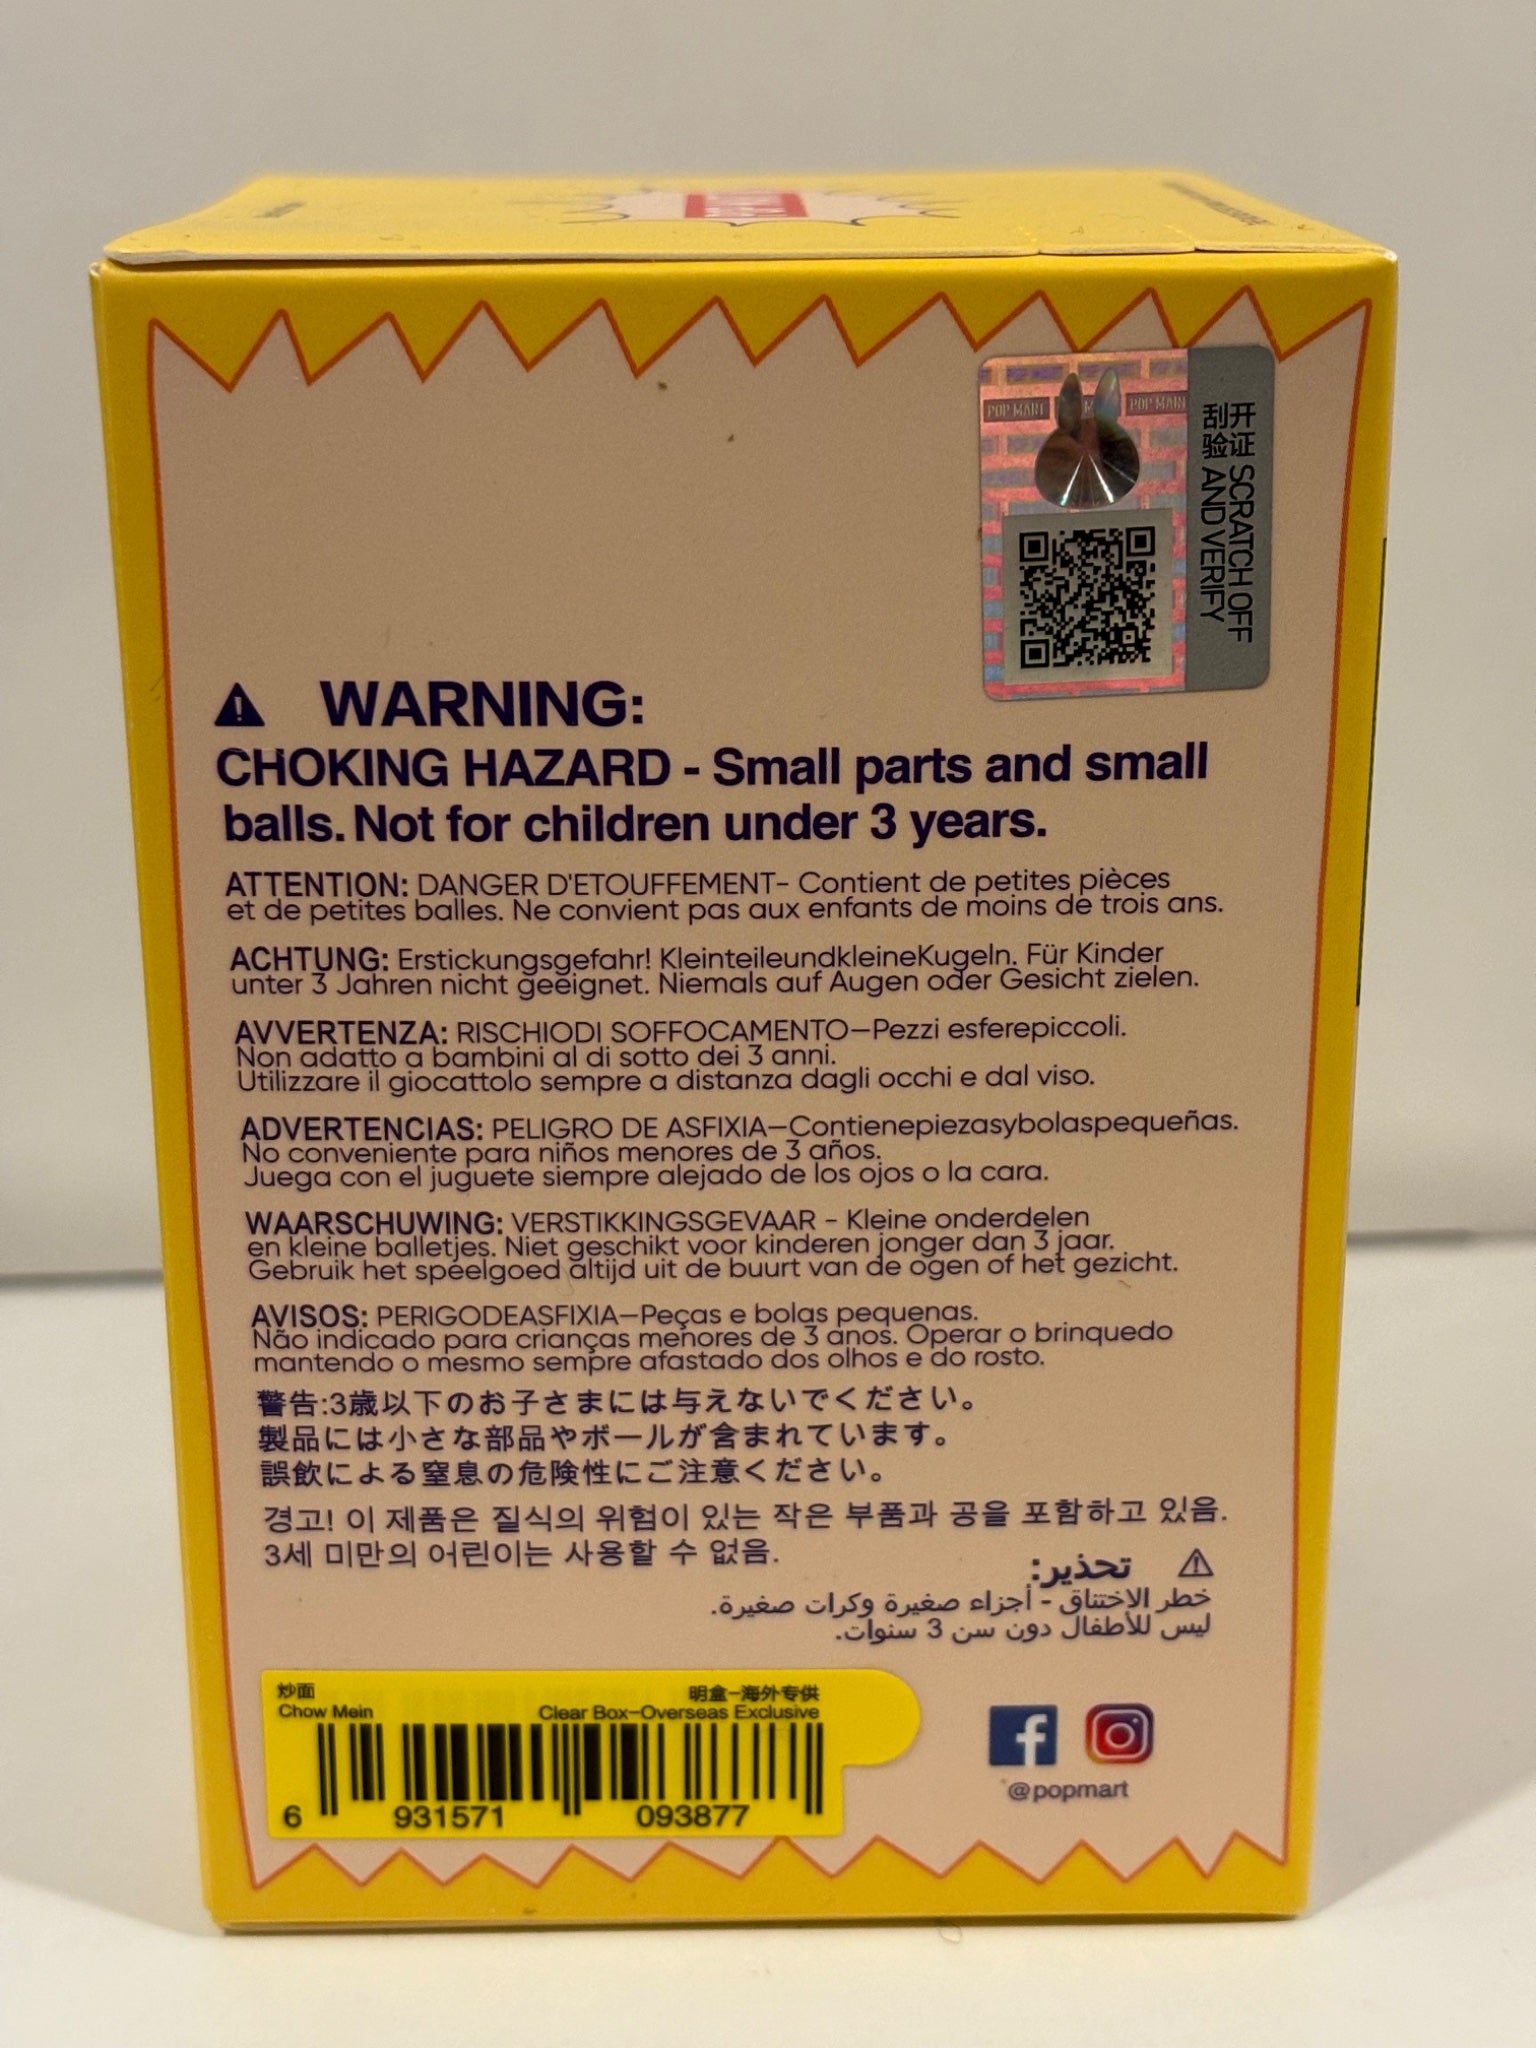 POP MART
POP MART
开
刮
证
验
SCRATCH OFF
AND VERIFY
WARNING:
CHOKING HAZARD - Small parts and small
balls. Not for children under 3 years.
ATTENTION: DANGER D'ETOUFFEMENT- Contient de petites pièces
et de petites balles. Ne convient pas aux enfants de moins de trois ans.
ACHTUNG: Erstickungsgefahr! KleinteileundkleineKugeln. Für Kinder
unter 3 Jahren nicht geeignet. Niemals auf Augen oder Gesicht zielen.
AVVERTENZA: RISCHIODI SOFFOCAMENTO—Pezzi esferepiccoli.
Non adatto a bambini al di sotto dei 3 anni.
Utilizzare il giocattolo sempre a distanza dagli occhi e dal viso.
ADVERTENCIAS: PELIGRO DE ASFIXIA—Contienepiezasybolaspequeñas.
No conveniente para niños menores de 3 años.
Juega con el juguete siempre alejado de los ojos o la cara.
WAARSCHUWING: VERSTIKKINGSGEVAAR - Kleine onderdelen
en kleine balletjes. Niet geschikt voor kinderen jonger dan 3 jaar.
Gebruik het speelgoed altijd uit de buurt van de ogen of het gezicht.
AVISOS: PERIGODEASFIXIA—Peças e bolas pequenas.
Não indicado para crianças menores de 3 anos. Operar o brinquedo
mantendo o mesmo sempre afastado dos olhos e do rosto.
警告:3歳以下のお子さまには与えないでください。
製品には小さな部品やボールが含まれています。
誤飲による窒息の危険性にご注意ください。
경고! 이 제품은 질식의 위험이 있는 작은 부품과 공을 포함하고 있음.
3세 미만의 어린이는 사용할 수 없음.
تحذير:
خطر الاختناق - أجزاء صغيرة وكرات صغيرة.
ليس للأطفال دون سن 3 سنوات.
炒面 明盒-海外专供
Chow Mein Clear Box-Overseas Exclusive
6 931571 093877
@popmart